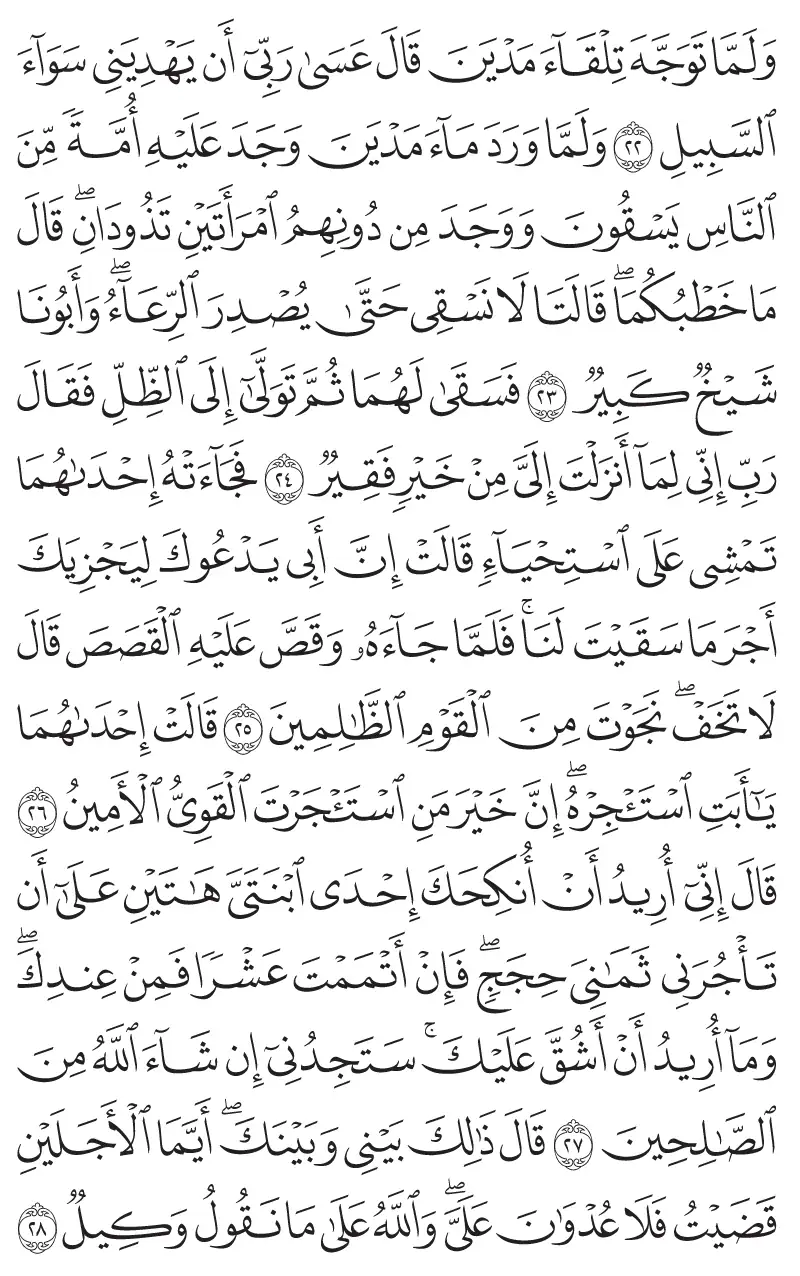 وَلَمَّا تَوَجَّهَ تِلْقَآءَ مَدْيَنَ قَالَ عَسَىٰ رَبِّىٓ أَن يَهْدِيَنِى سَوَآءَ
ٱلسَّبِيلِ ٢٢ وَلَمَّا وَرَدَ مَآءَ مَدْيَنَ وَجَدَ عَلَيْهِ أُمَّةً مِّنَ
ٱلنَّاسِ يَسْقُونَ وَوَجَدَ مِن دُونِهِمُ ٱمْرَأَتَيْنِ تَذُودَانِۖ قَالَ
مَا خَطْبُكُمَاۖ قَالَتَا لَا نَسْقِى حَتَّىٰ يُصْدِرَ ٱلرِّعَآءُۖ وَأَبُونَا
شَيْخٌ كَبِيرٌ ٢٣ فَسَقَىٰ لَهُمَا ثُمَّ تَوَلَّىٰٓ إِلَى ٱلظِّلِّ فَقَالَ
رَبِّ إِنِّى لِمَآ أَنزَلْتَ إِلَىَّ مِنْ خَيْرٍ فَقِيرٌ ٢٤ فَجَآءَتْهُ إِحْدَىٰهُمَا
تَمْشِى عَلَى ٱسْتِحْيَآءٍ قَالَتْ إِنَّ أَبِى يَدْعُوكَ لِيَجْزِيَكَ
أَجْرَ مَا سَقَيْتَ لَنَاۚ فَلَمَّا جَآءَهُۥ وَقَصَّ عَلَيْهِ ٱلْقَصَصَ قَالَ
لَا تَخَفْۖ نَجَوْتَ مِنَ ٱلْقَوْمِ ٱلظَّٰلِمِينَ ٢٥ قَالَتْ إِحْدَىٰهُمَا
يَٰٓأَبَتِ ٱسْتَـْٔجِرْهُۖ إِنَّ خَيْرَ مَنِ ٱسْتَـْٔجَرْتَ ٱلْقَوِىُّ ٱلْأَمِينُ ٢٦
قَالَ إِنِّىٓ أُرِيدُ أَنْ أُنكِحَكَ إِحْدَى ٱبْنَتَىَّ هَٰتَيْنِ عَلَىٰٓ أَن
تَأْجُرَنِى ثَمَٰنِىَ حِجَجٍۖ فَإِنْ أَتْمَمْتَ عَشْرًا فَمِنْ عِندِكَۖ
وَمَآ أُرِيدُ أَنْ أَشُقَّ عَلَيْكَۚ سَتَجِدُنِىٓ إِن شَآءَ ٱللَّهُ مِنَ
ٱلصَّٰلِحِينَ ٢٧ قَالَ ذَٰلِكَ بَيْنِى وَبَيْنَكَۖ أَيَّمَا ٱلْأَجَلَيْنِ
قَضَيْتُ فَلَا عُدْوَٰنَ عَلَىَّۖ وَٱللَّهُ عَلَىٰ مَا نَقُولُ وَكِيلٌ ٢٨